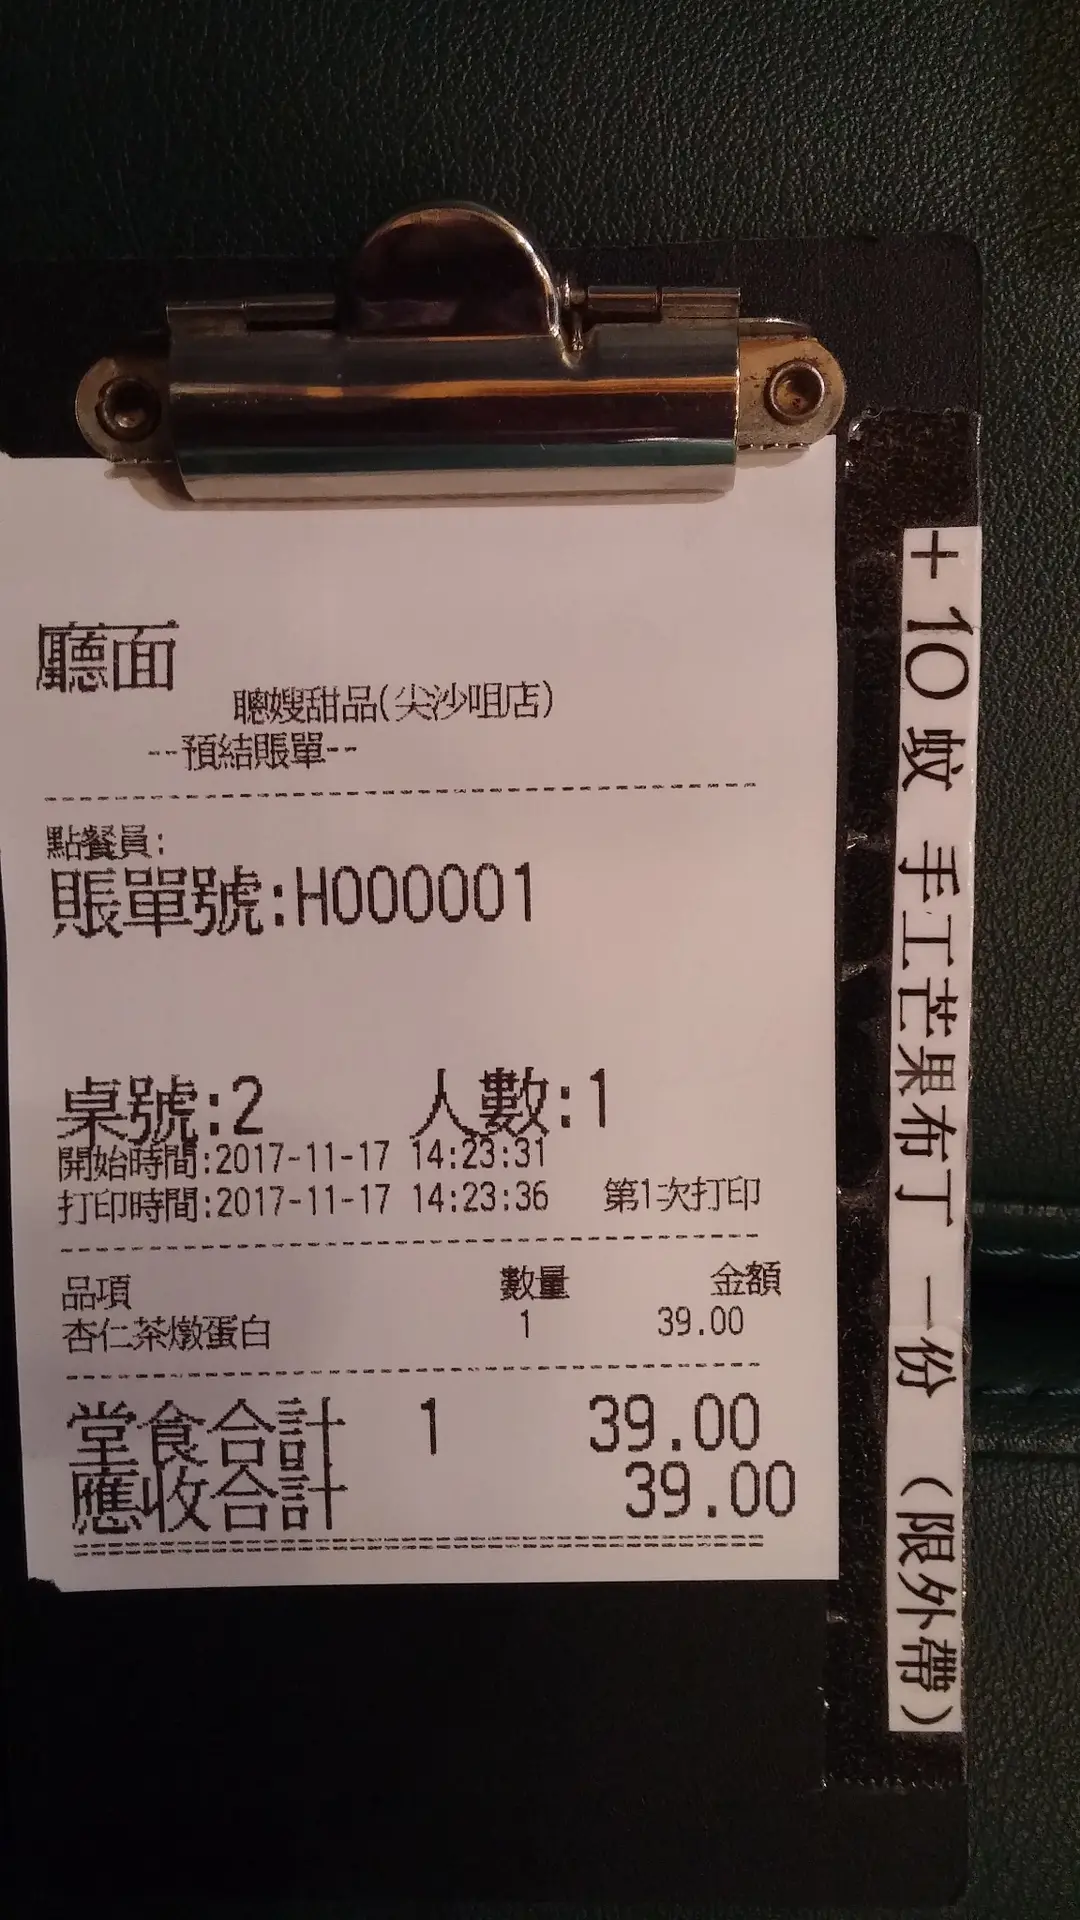 廳面
聰嫂甜品(尖沙咀店)
--預結賬單--
點餐員:
賬單號:H000001
桌號:2 人數:1
開始時間:2017-11-17 14:23:31
打印時間:2017-11-17 14:23:36 第1次打印
品項 數量 金額
杏仁茶燉蛋白 1 39.00
堂食合計 1 39.00
應收合計 39.00
+10蚊 手工芒果布丁 一份 (限外帶)